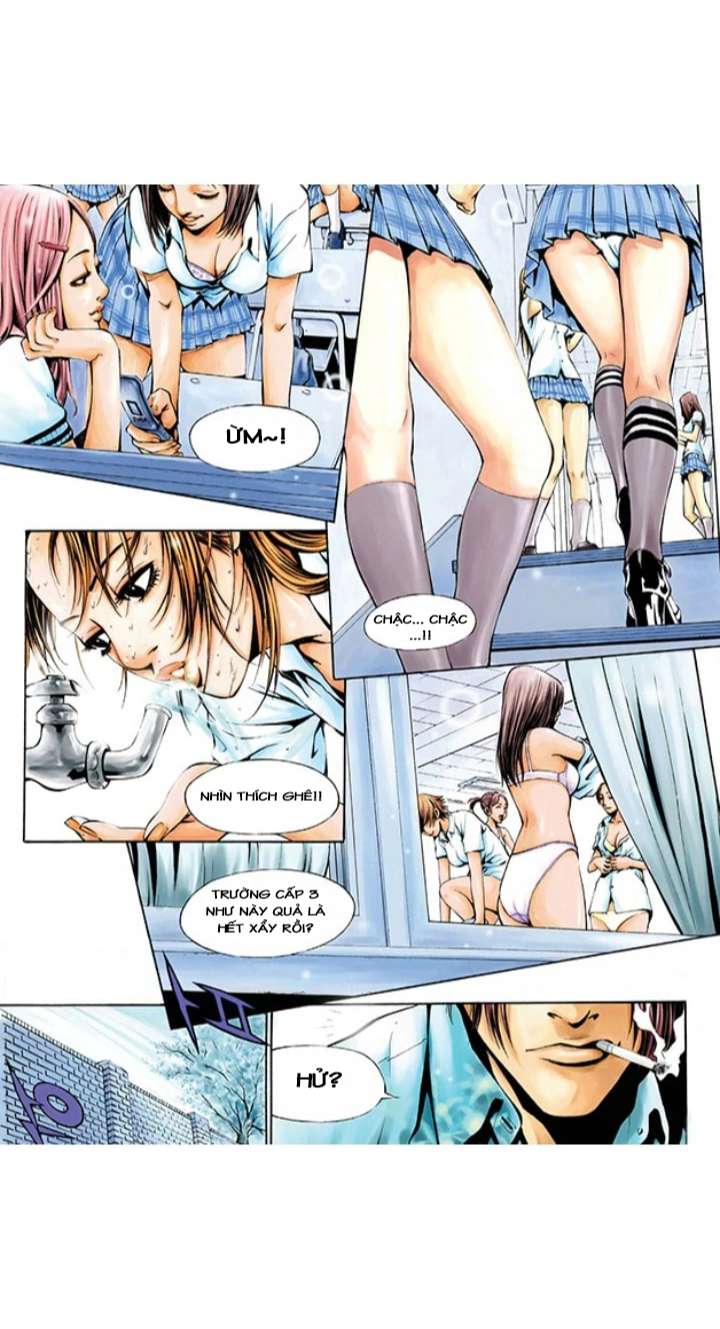 ỪM~!
CHẬC... CHẬC
...!!
NHÌN THÍCH GHÊ!!
TRƯỜNG CẤP 3
NHƯ NÀY QUẢ LÀ
HẾT XẨY RỒI?
HỬ?